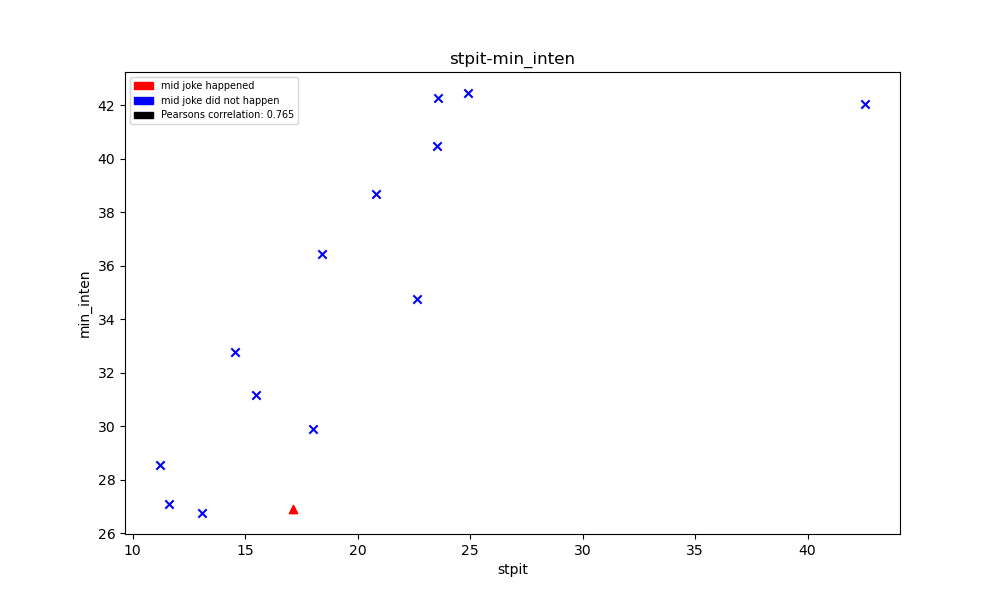 stpit-min_inten
mid joke happened
mid joke did not happen
Pearsons correlation: 0.765
42
40
38
36
34
32
30
28
26
min_inten
10 15 20 25 30 35 40
stpit